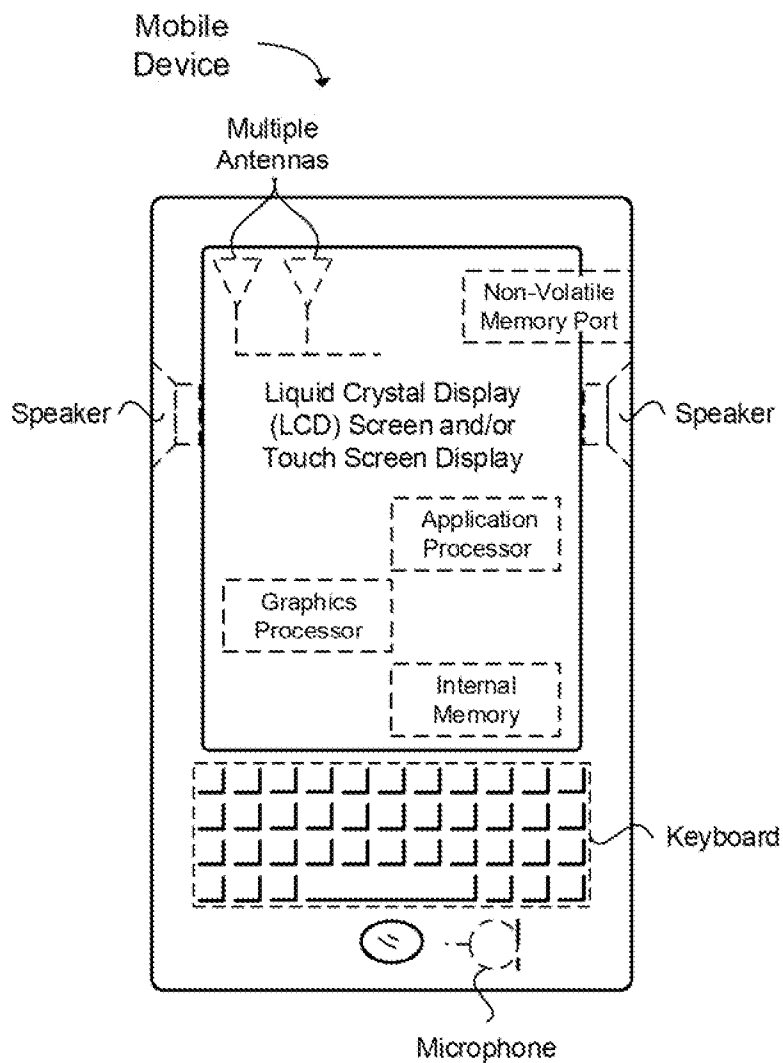 Mobile
Device
Multiple
Antennas
Non-Volatile
Memory Port
Speaker
Liquid Crystal Display
(LCD) Screen and/or
Touch Screen Display
Speaker
Application
Processor
Graphics
Processor
Internal
Memory
Keyboard
Microphone